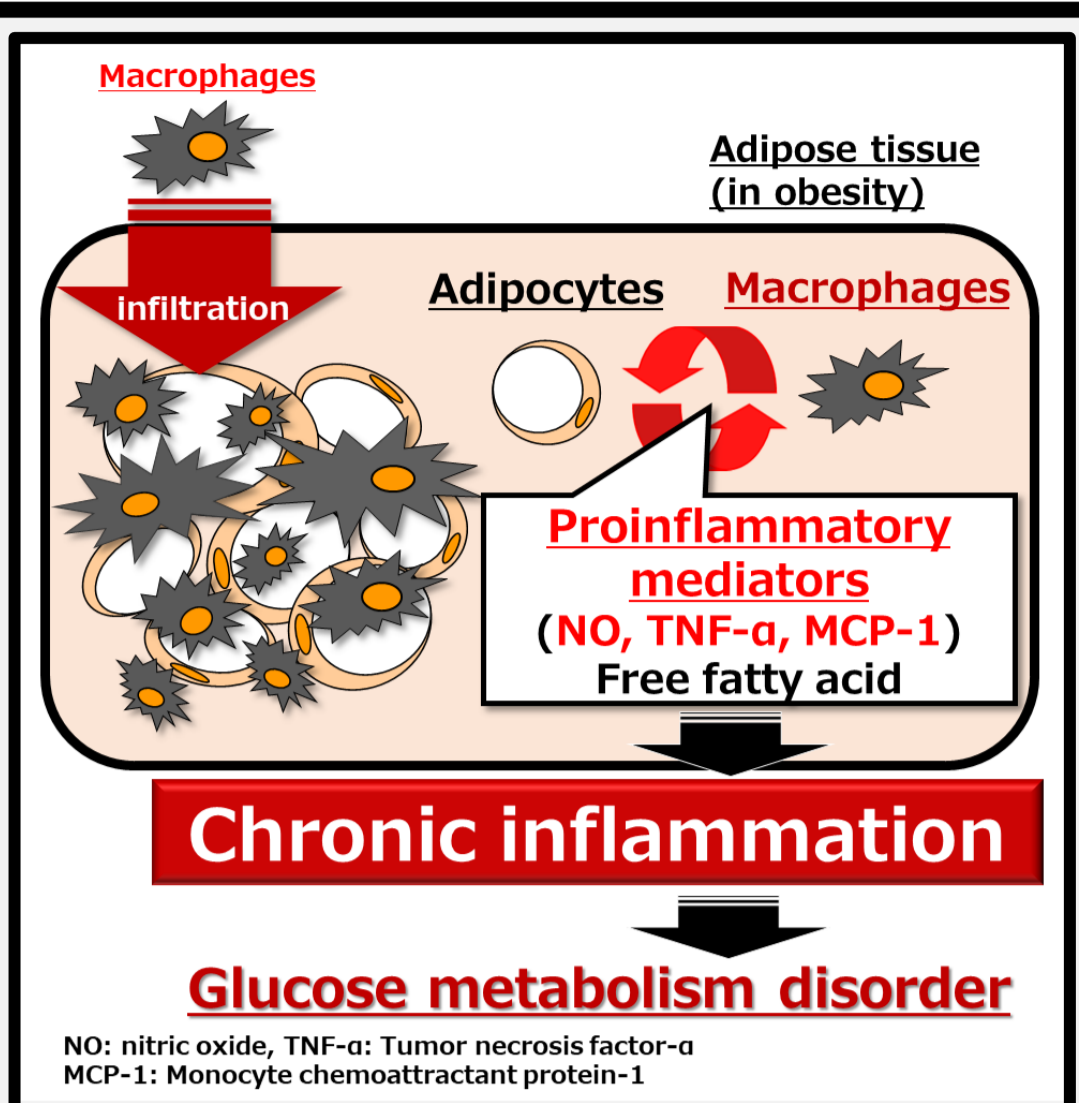 Macrophages
Adipose tissue
(in obesity)
infiltration
Adipocytes
Macrophages
Proinflammatory
mediators
(NO, TNF-α, MCP-1)
Free fatty acid
Chronic inflammation
Glucose metabolism disorder
NO: nitric oxide, TNF-α: Tumor necrosis factor-α
MCP-1: Monocyte chemoattractant protein-1